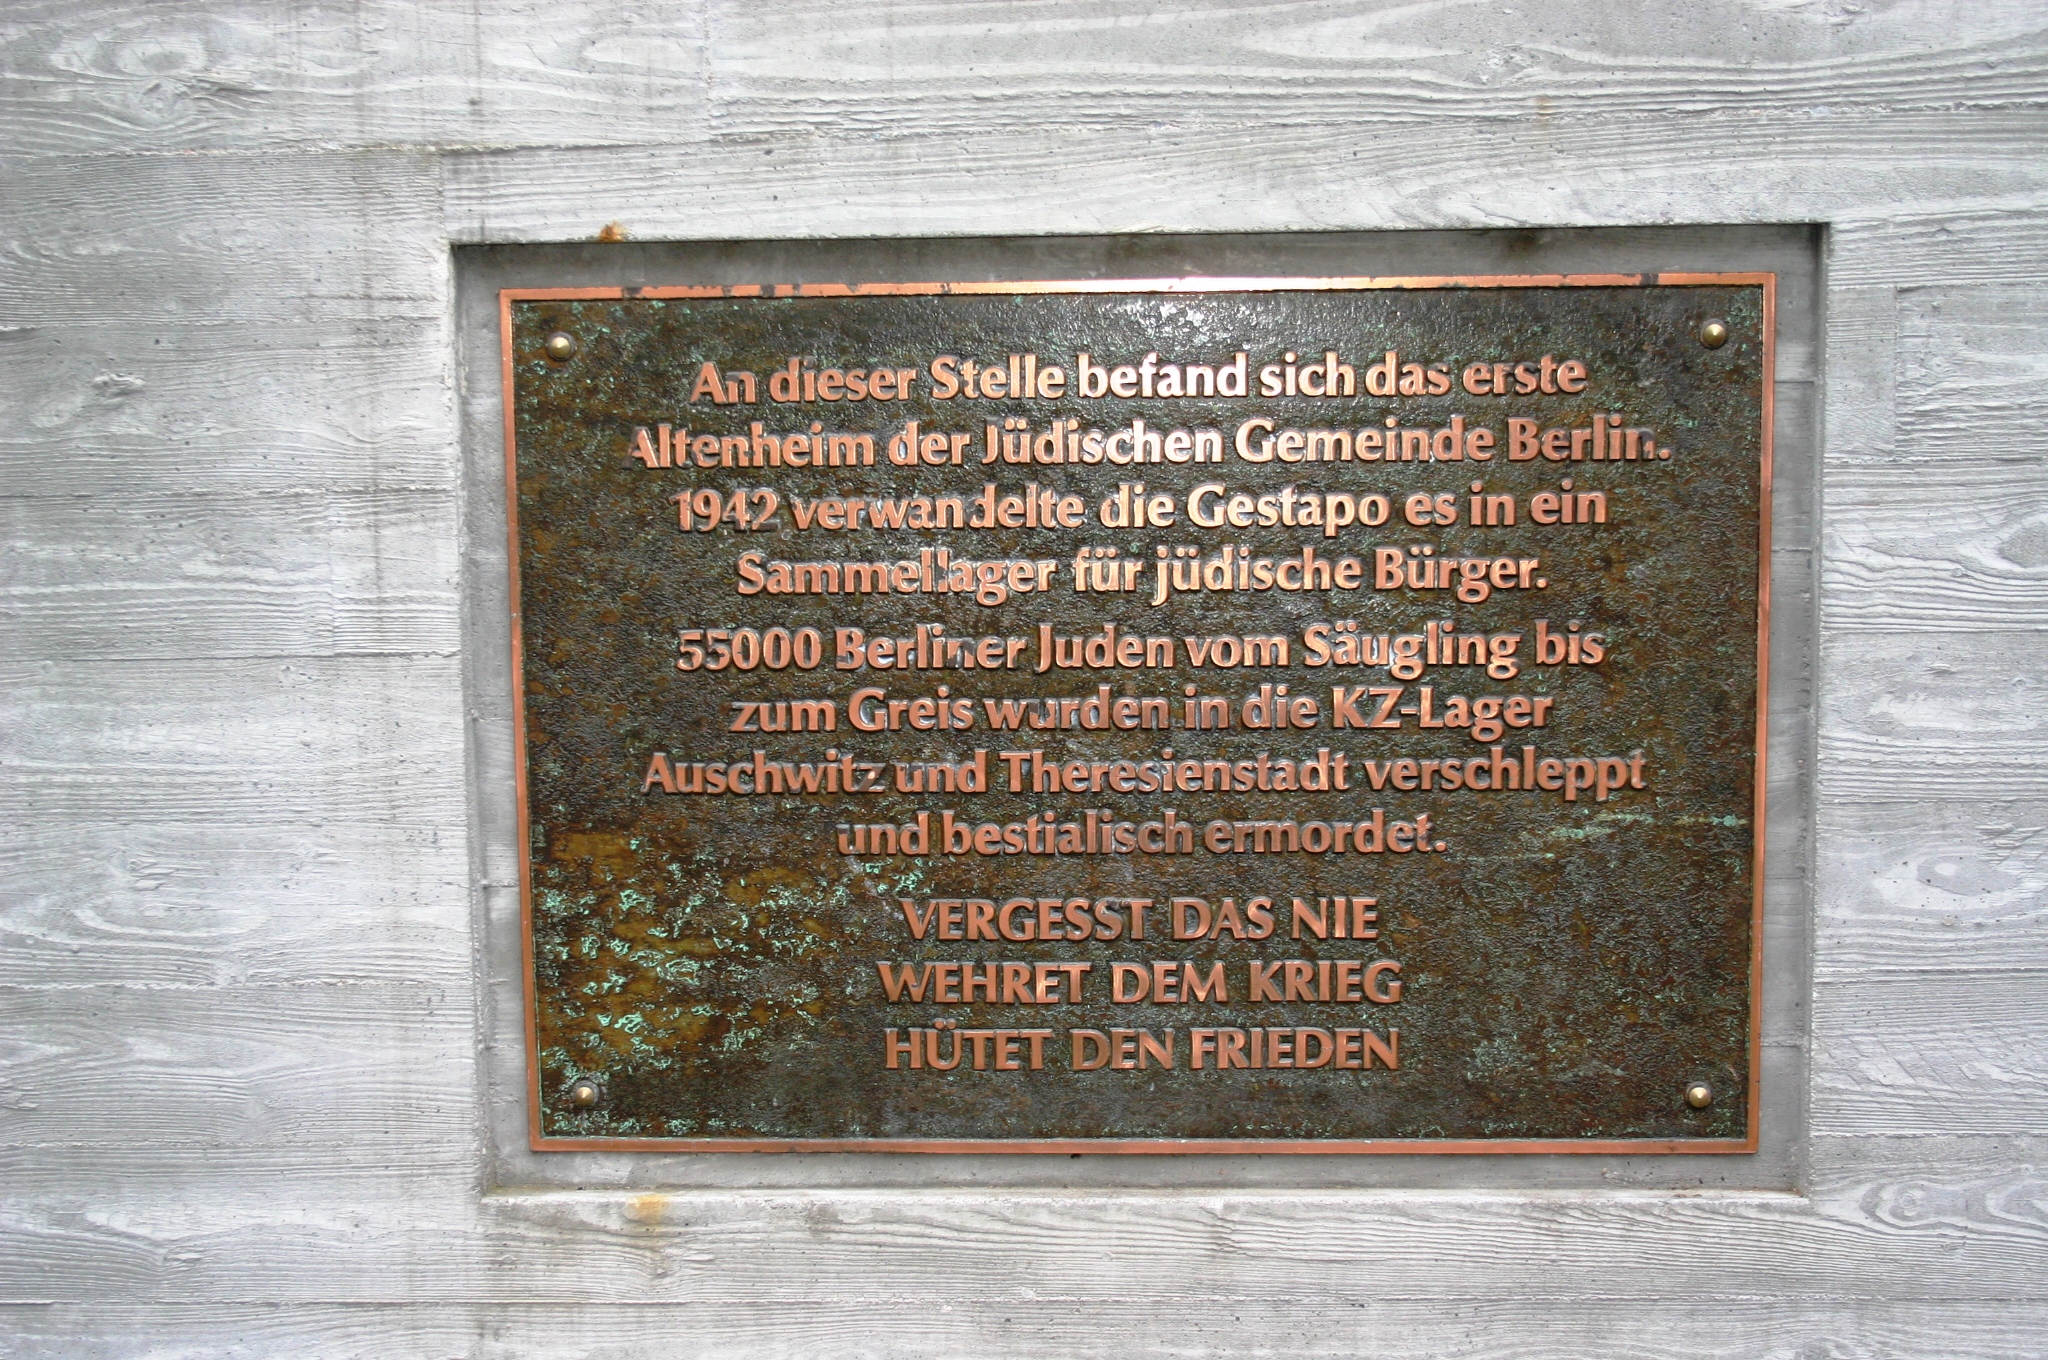 An dieser Stelle befand sich das erste
Altenheim der Jüdischen Gemeinde Berlin.
1942 verwandelte die Gestapo es in ein
Sammellager für jüdische Bürger.
55000 Berliner Juden vom Säugling bis
zum Greis wurden in die KZ-Lager
Auschwitz und Theresienstadt verschleppt
und bestialisch ermordet.
VERGESST DAS NIE
WEHRET DEM KRIEG
HÜTET DEN FRIEDEN